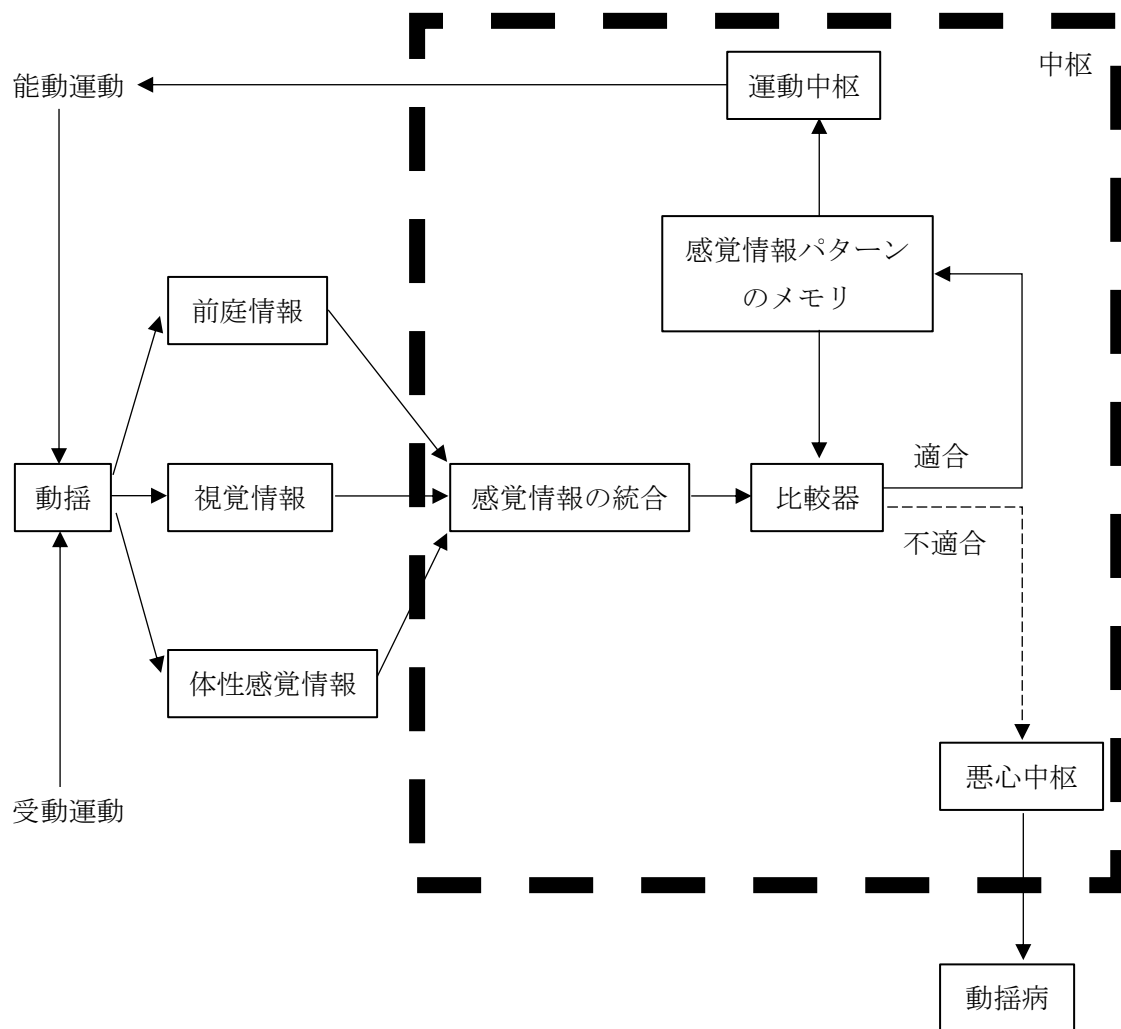 中枢
能動運動
運動中枢
感覚情報パターン
のメモリ
前庭情報
適合
動揺
視覚情報
感覚情報の統合
比較器
不適合
体性感覚情報
悪心中枢
受動運動
動揺病